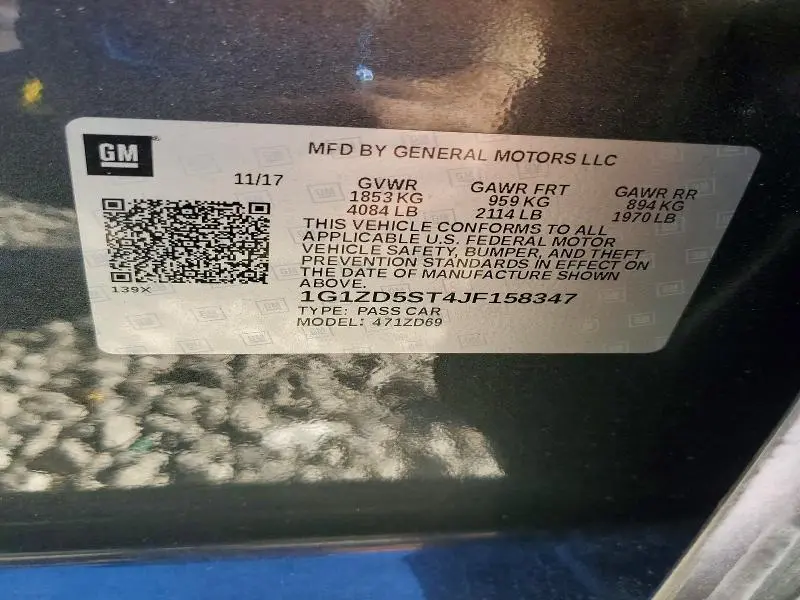 GM
MFD BY GENERAL MOTORS LLC
11/17
GVWR GAWR FRT GAWR RR
1853 KG 959 KG 894 KG
4084 LB 2114 LB 1970 LB
THIS VEHICLE CONFORMS TO ALL
APPLICABLE U.S. FEDERAL MOTOR
VEHICLE SAFETY, BUMPER, AND THEFT
PREVENTION STANDARDS IN EFFECT ON
THE DATE OF MANUFACTURE SHOWN
ABOVE.
139X
1G1ZD5ST4JF158347
TYPE: PASS CAR
MODEL: 471ZD69